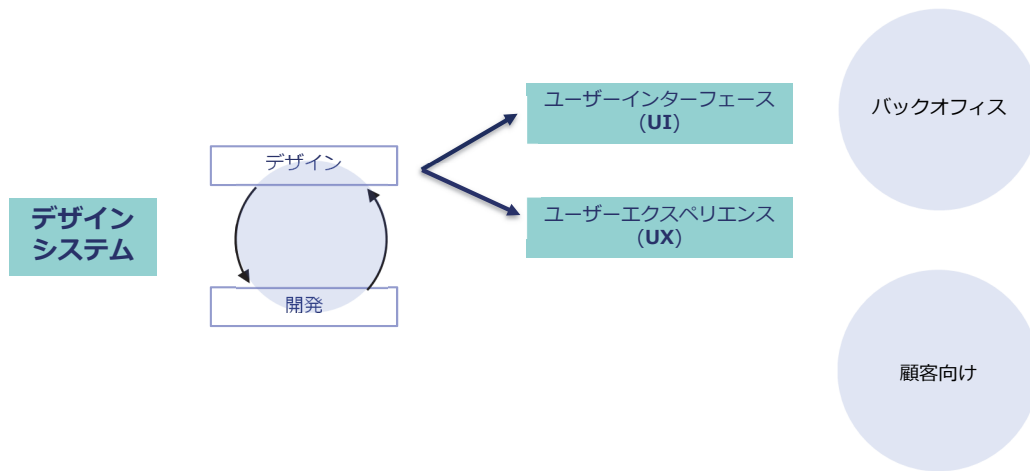 デザイン
システム
デザイン
開発
ユーザーインターフェース
(UI)
ユーザーエクスペリエンス
(UX)
バックオフィス
顧客向け